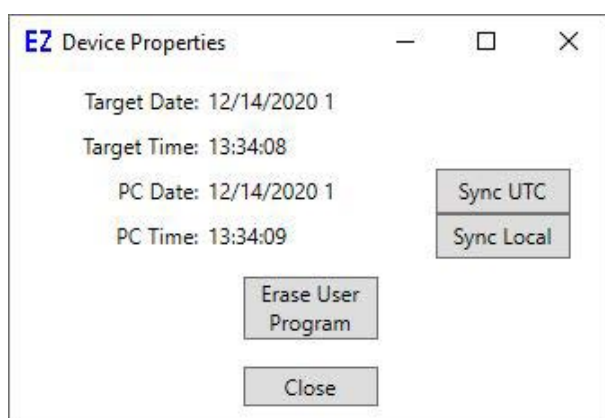 EZ Device Properties
Target Date: 12/14/2020 1
Target Time: 13:34:08
PC Date: 12/14/2020 1 Sync UTC
PC Time: 13:34:09 Sync Local
Erase User
Program
Close